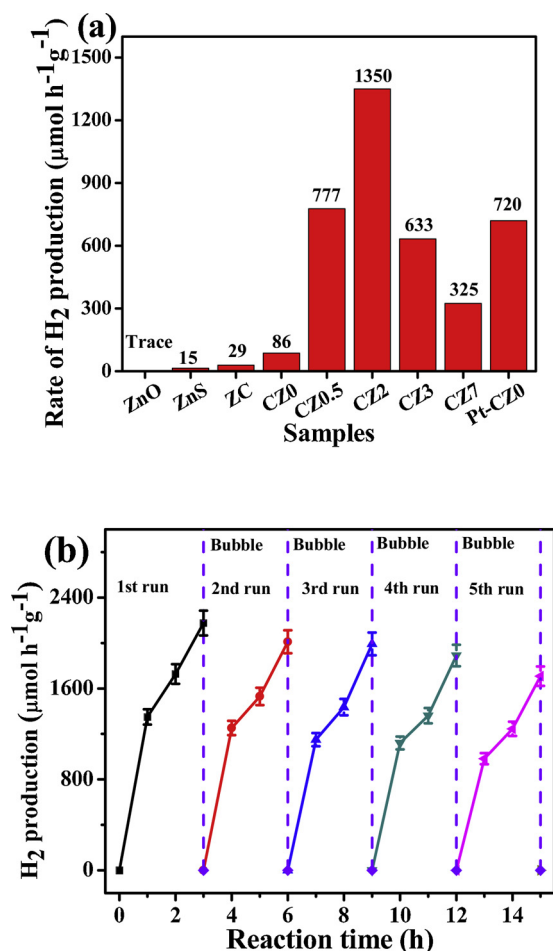 (a)
Rate of H2 production (μmol h-1g-1)
1500
1200
900
600
300
0
Trace
15
29
86
777
1350
633
325
720
ZnO
ZnS
ZC
CZ0
CZ0.5
CZ2
CZ3
CZ7
Pt-CZ0
Samples
(b)
H2 production (μmol h-1g-1)
2400
1600
800
0
Bubble
Bubble
Bubble
Bubble
1st run
2nd run
3rd run
4th run
5th run
0
2
4
6
8
10
12
14
Reaction time (h)